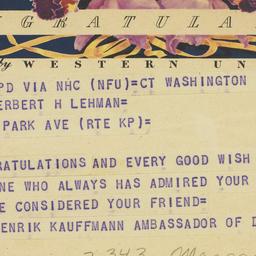 GRATULA
by WESTERN UN
PD VIA NHC (NFU)=CT WASHINGTON
ERBERT H LEHMAN=
PARK AVE (RTE KP)=
RATULATIONS AND EVERY GOOD WISH
NE WHO ALWAYS HAS ADMIRED YOUR
E CONSIDERED YOUR FRIEND=
ENRIK KAUFFMANN AMBASSADOR OF D